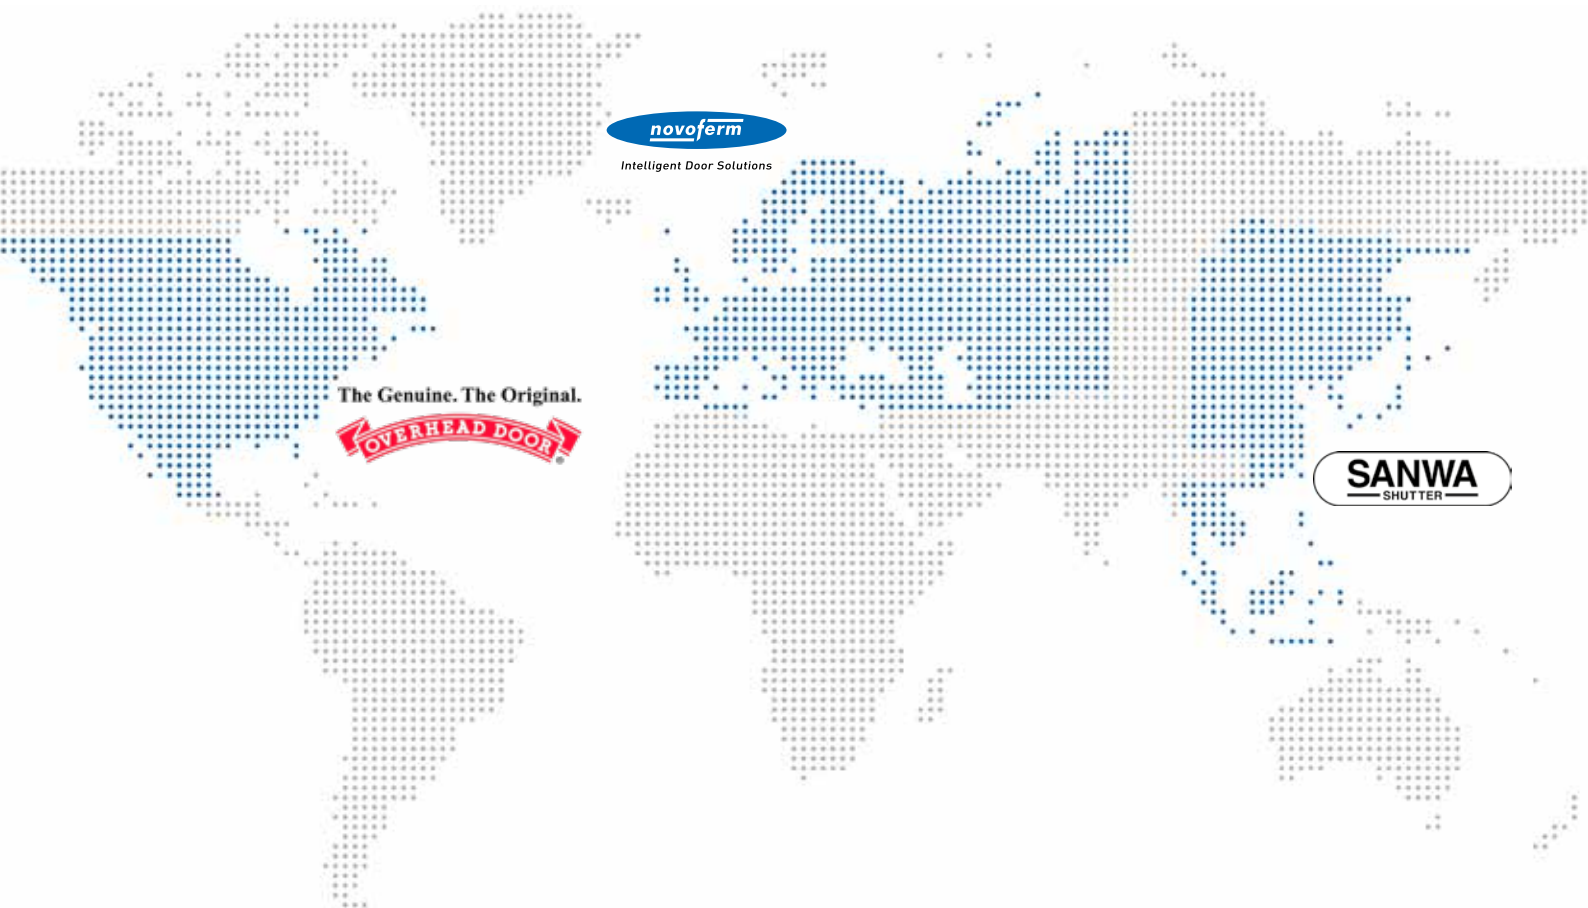 novoferm
Intelligent Door Solutions
The Genuine. The Original.
OVERHEAD DOOR®
SANWA
SHUTTER